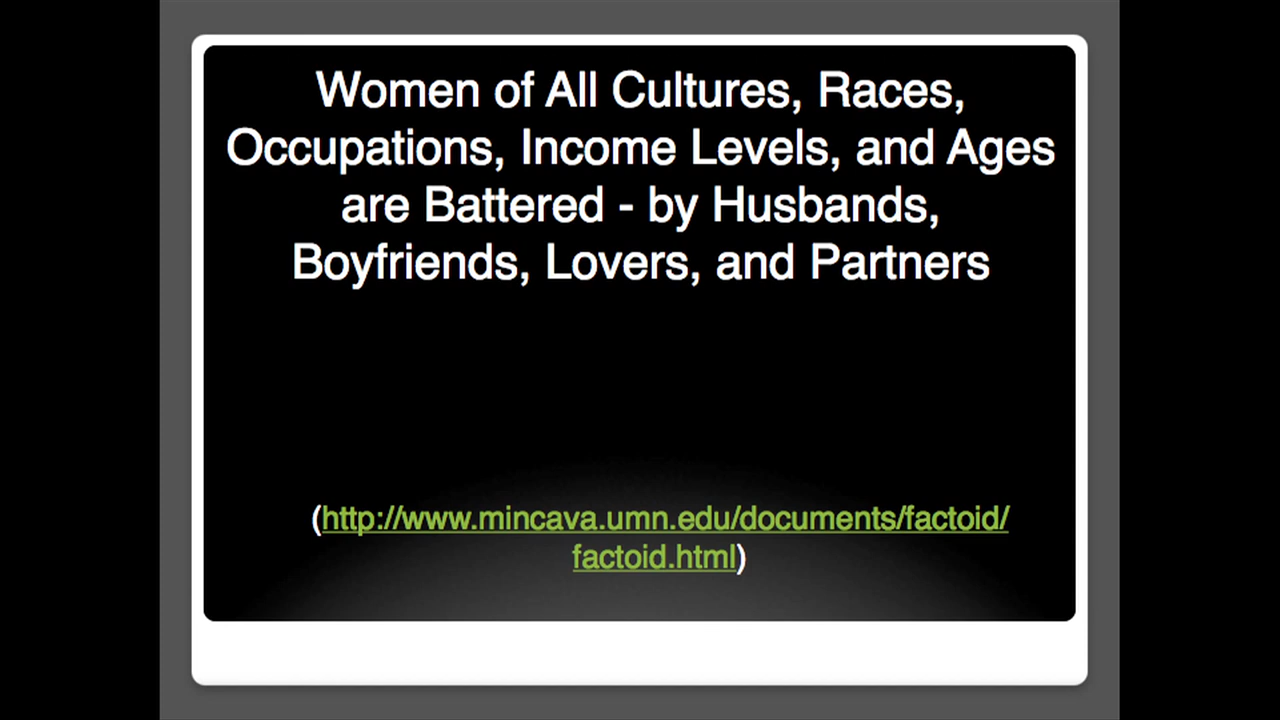 Women of All Cultures, Races,
Occupations, Income Levels, and Ages
are Battered - by Husbands,
Boyfriends, Lovers, and Partners
(http://www.mincava.umn.edu/documents/factoid/
factoid.html)